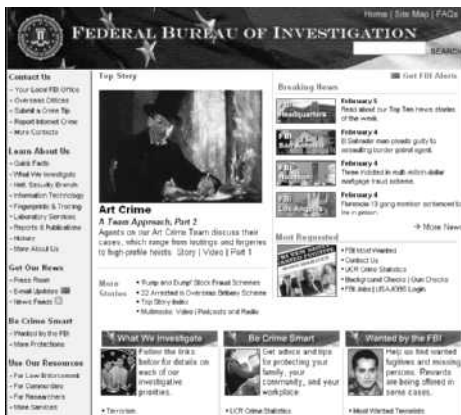 Home | Site Map | FAQs
FEDERAL BUREAU OF INVESTIGATION
SEARCH
Contact Us
- Your Local FBI Office
- Overseas Offices
- Submit a Crime Tip
- Report Internet Crime
- More Contacts
Learn About Us
- Quick Facts
- What We Investigate
- Natl. Security Branch
- Information Technology
- Fingerprints & Training
- Laboratory Services
- Reports & Publications
- History
- More About Us
Get Our News
- Press Room
- E-mail Updates
- News Feeds
Be Crime Smart
- Wanted by the FBI
- More Protections
Use Our Resources
- For Law Enforcement
- For Communities
- For Researchers
- More Services
Top Story
Art Crime
A Team Approach, Part 2
Agents on our Art Crime Team discuss their
cases, which range from lootings and forgeries
to high-profile heists. Story | Video | Part 1
More
Stories
• 'Pump and Dump' Stock Fraud Schemes
• 22 Arrested in Overseas Bribery Scheme
• Top Story Index
• Multimedia: Video | Podcasts and Radio
Get FBI Alerts
Breaking News
Headquarters
February 5
Read about our Top Ten news stories
of the week.
FBI
San Antonio
February 4
El Salvador man pleads guilty to
assaulting border patrol agent.
FBI
Houston
February 4
Three indicted in multi-million-dollar
mortgage fraud scheme.
FBI
Los Angeles
February 4
Florencia 13 gang member sentenced to
life in prison.
More News
Most Requested
• FBI Most Wanted
• Contact Us
• UCR Crime Statistics
• Background | Gun Checks
• FBI Jobs | USAJOBS Login
What We Investigate
Follow the links
below for details on
each of our
investigative
priorities.
• Terrorism
Be Crime Smart
Get advice and tips
to protecting your
family, your
community, and your
workplace.
• UCR Crime Statistics
Wanted by the FBI
Help us find wanted
fugitives and missing
persons. Rewards
are being offered in
some cases.
• Most Wanted Terrorists